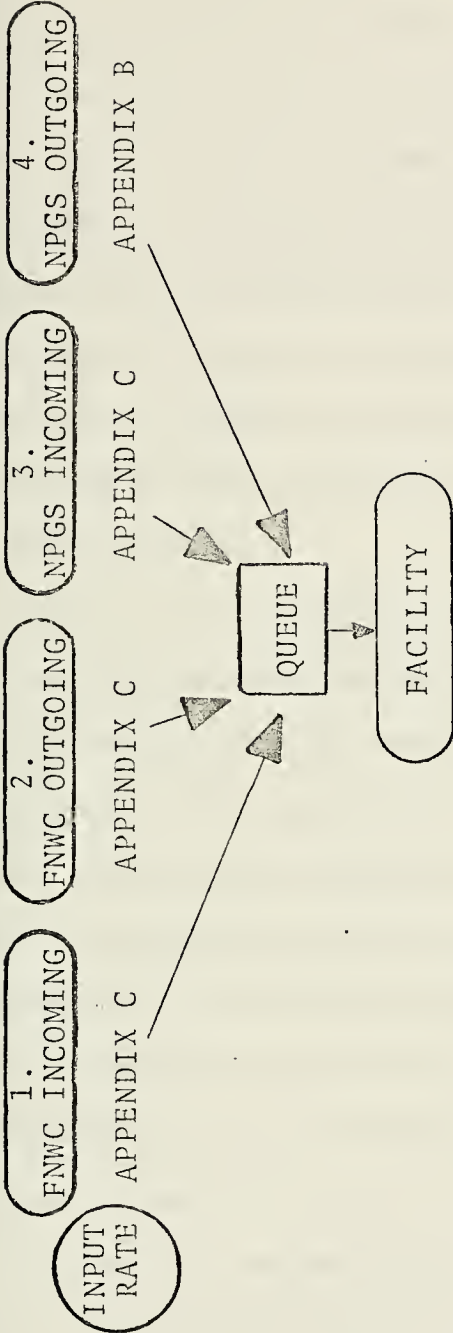 INPUT
RATE
1.
FNWC INCOMING
APPENDIX C
2.
FNWC OUTGOING
APPENDIX C
3.
NPGS INCOMING
APPENDIX C
4.
NPGS OUTGOING
APPENDIX B
QUEUE
FACILITY